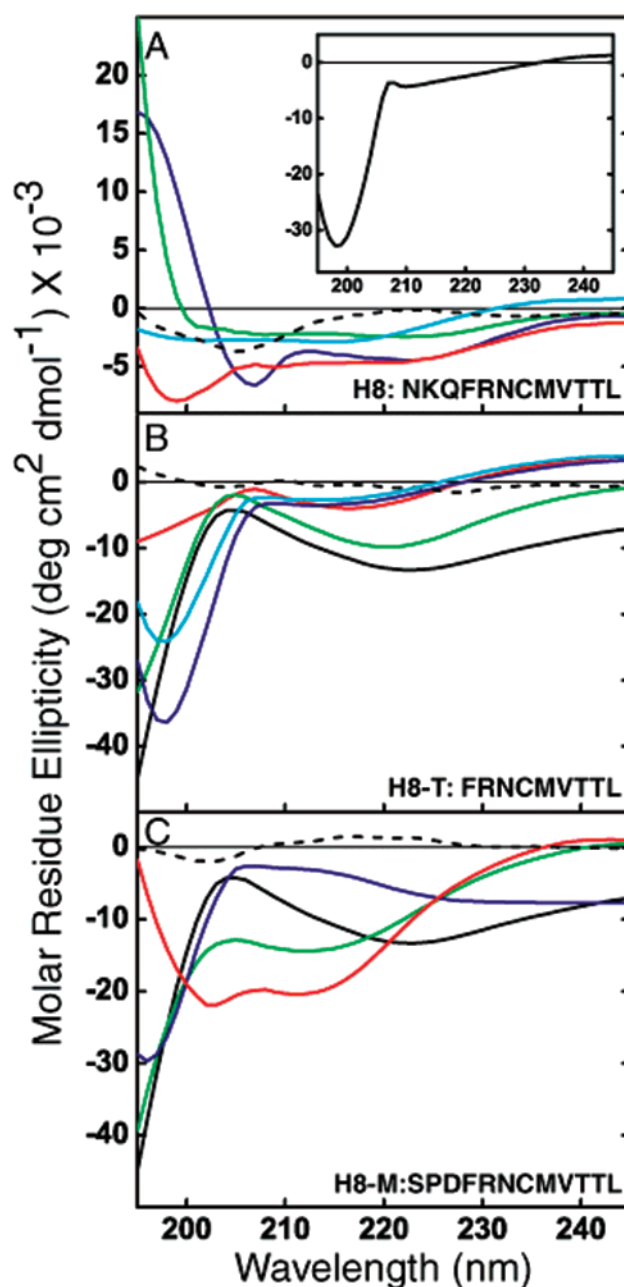 Molar Residue Ellipticity (deg cm² dmol⁻¹) X 10⁻³
A
20
15
10
5
0
-5
0
-10
-20
-30
200 210 220 230 240
H8: NKQFRNCMVTTL
B
0
-10
-20
-30
-40
H8-T: FRNCMVTTL
C
0
-10
-20
-30
-40
H8-M:SPDFRNCMVTTL
200 210 220 230 240
Wavelength (nm)